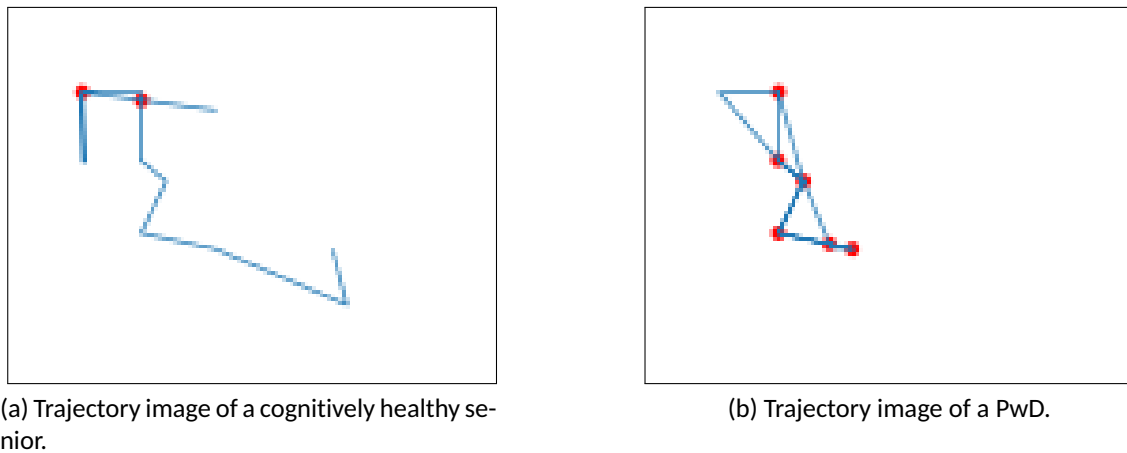 (a) Trajectory image of a cognitively healthy se-
nior.
(b) Trajectory image of a PwD.